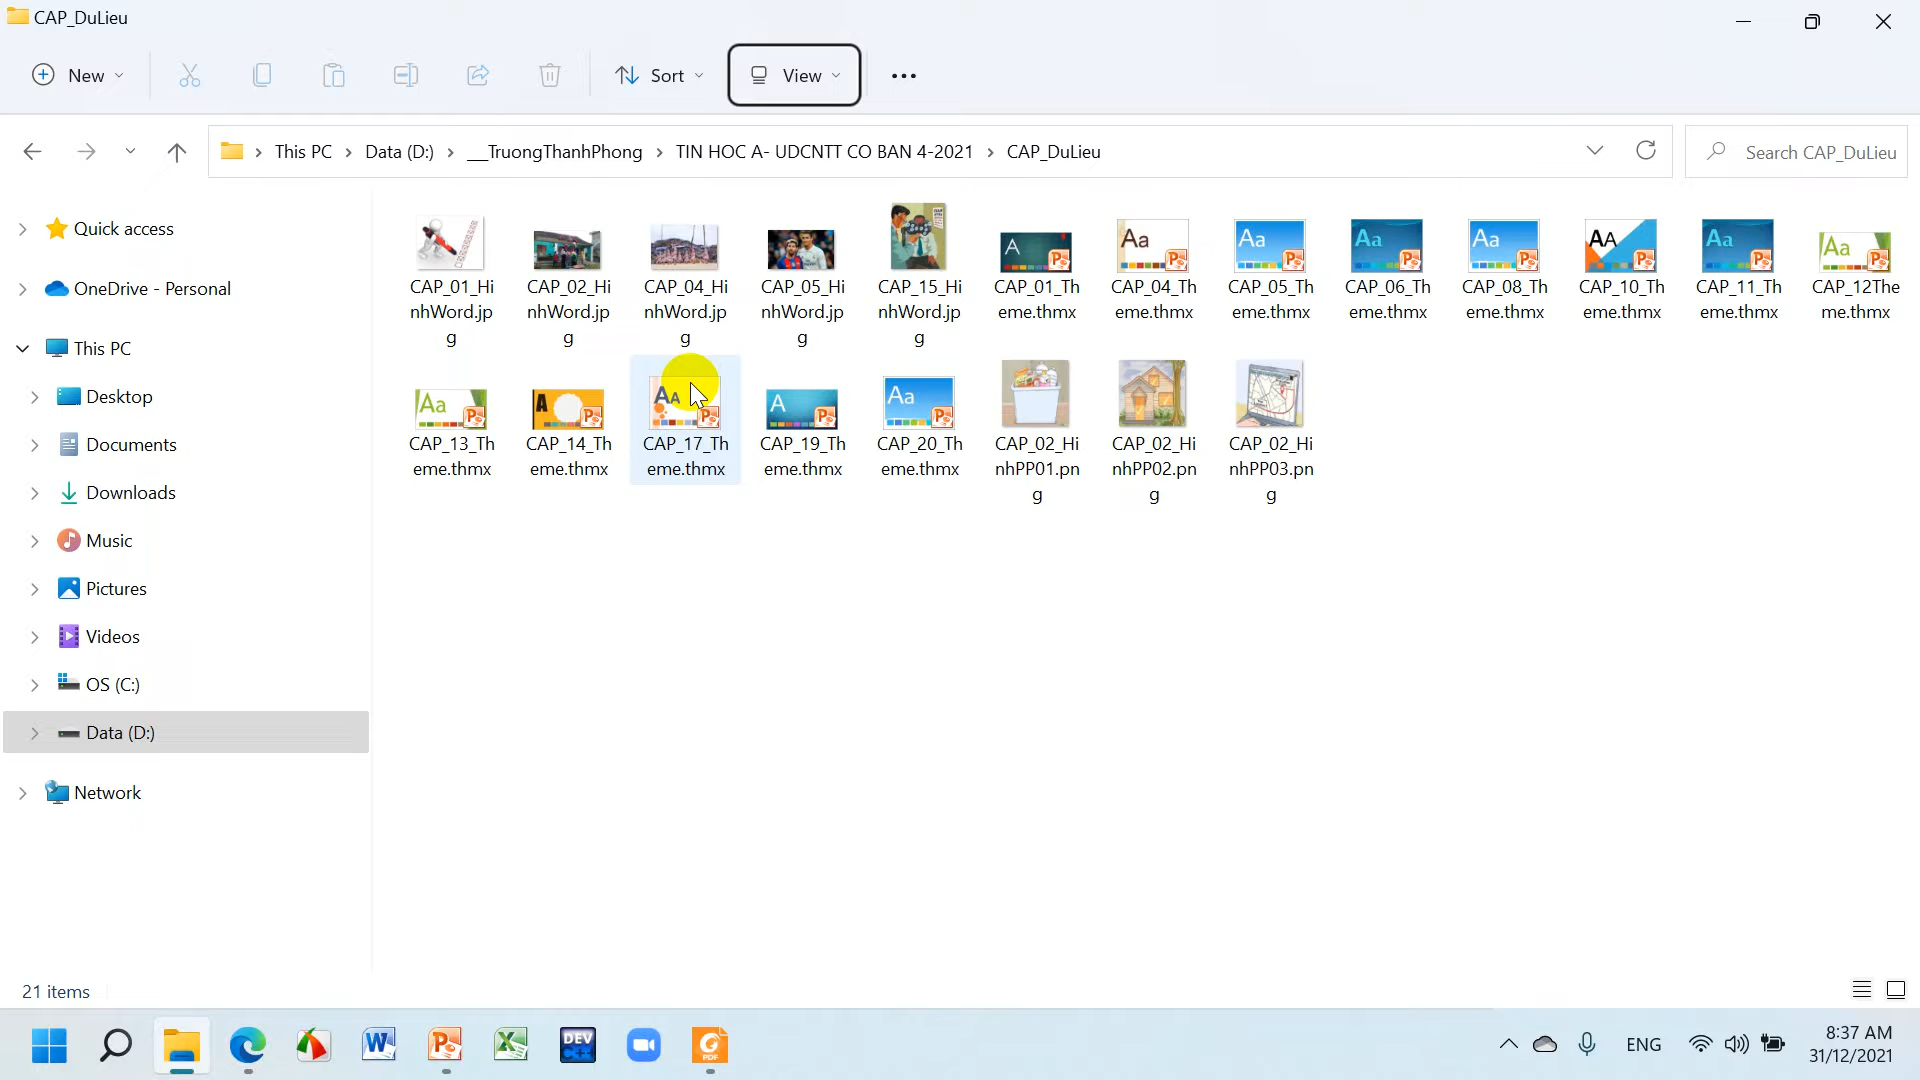 CAP_DuLieu
New
Sort
View
This PC > Data (D:) > __TruongThanhPhong > TIN HOC A- UDCNTT CO BAN 4-2021 > CAP_DuLieu
Search CAP_DuLieu
Quick access
OneDrive - Personal
This PC
Desktop
Documents
Downloads
Music
Pictures
Videos
OS (C:)
Data (D:)
Network
CAP_01_Hi
nhWord.jp
g
CAP_02_Hi
nhWord.jp
g
CAP_04_Hi
nhWord.jp
g
CAP_05_Hi
nhWord.jp
g
CAP_15_Hi
nhWord.jp
g
CAP_01_Th
eme.thmx
CAP_04_Th
eme.thmx
CAP_05_Th
eme.thmx
CAP_06_Th
eme.thmx
CAP_08_Th
eme.thmx
CAP_10_Th
eme.thmx
CAP_11_Th
eme.thmx
CAP_12The
me.thmx
CAP_13_Th
eme.thmx
CAP_14_Th
eme.thmx
CAP_17_Th
eme.thmx
CAP_19_Th
eme.thmx
CAP_20_Th
eme.thmx
CAP_02_Hi
nhPP01.pn
g
CAP_02_Hi
nhPP02.pn
g
CAP_02_Hi
nhPP03.pn
g
21 items
DEV
C++
PDF
ENG
8:37 AM
31/12/2021